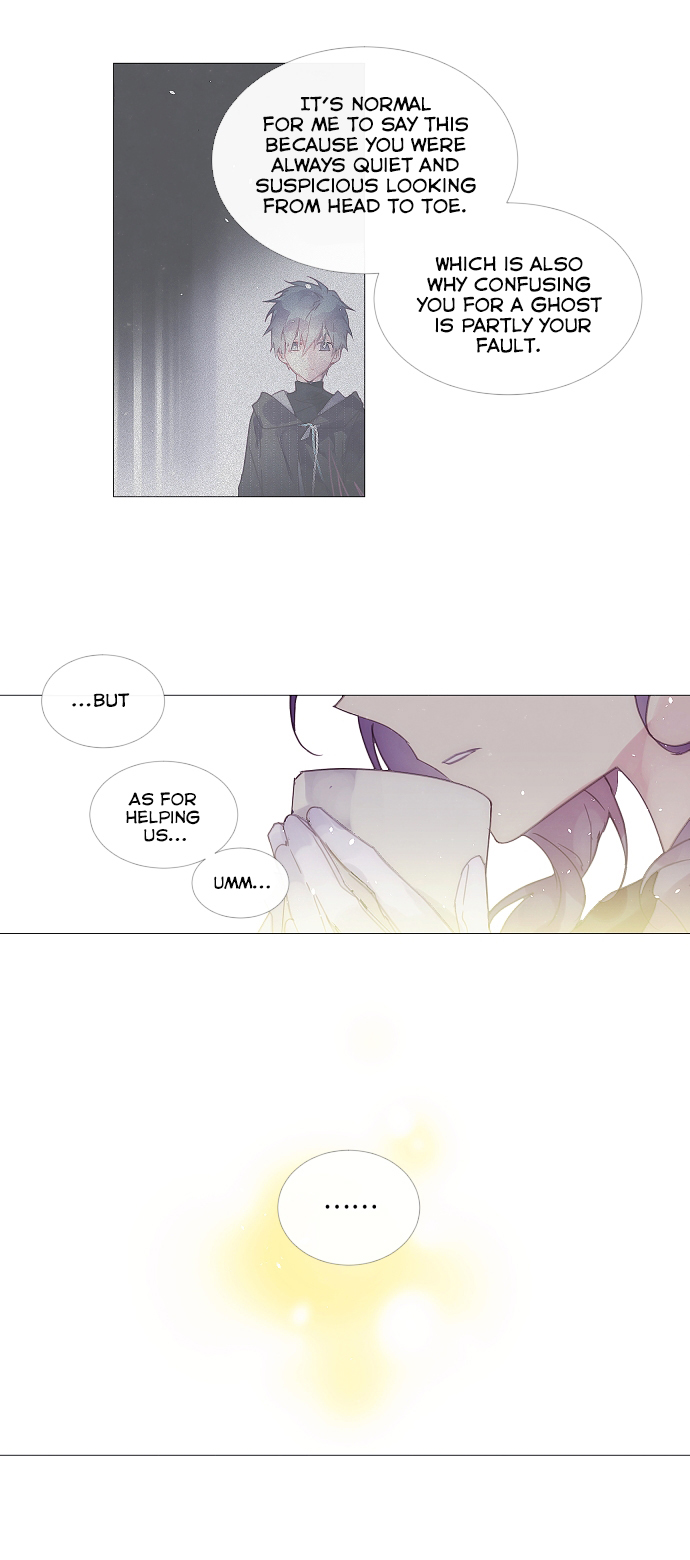 IT'S NORMAL
FOR ME TO SAY THIS
BECAUSE YOU WERE
ALWAYS QUIET AND
SUSPICIOUS LOOKING
FROM HEAD TO TOE.
WHICH IS ALSO
WHY CONFUSING
YOU FOR A GHOST
IS PARTLY YOUR
FAULT.
...BUT
AS FOR
HELPING
US...
UMM...
......